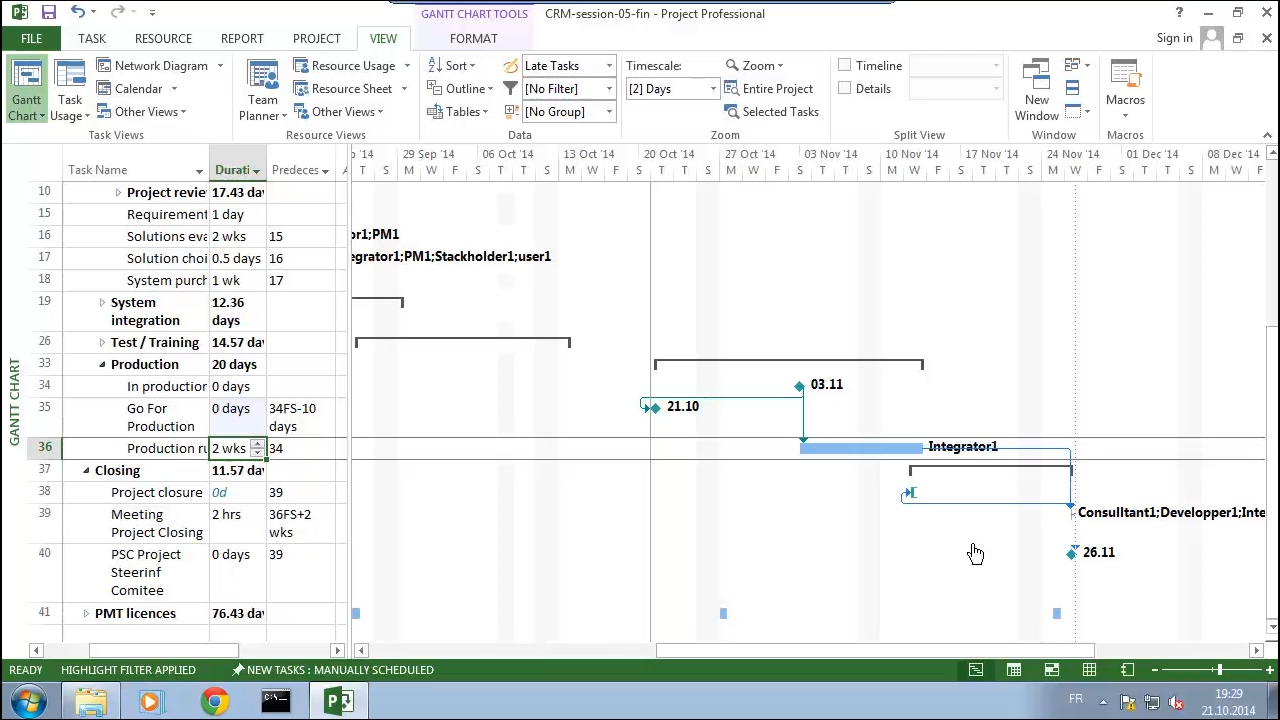 GANTT CHART TOOLS
CRM-session-05-fin - Project Professional
?
FILE
TASK
RESOURCE
REPORT
PROJECT
VIEW
FORMAT
Sign in
Gantt Chart
Task Usage
Network Diagram
Calendar
Other Views
Task Views
Team Planner
Resource Usage
Resource Sheet
Other Views
Resource Views
Sort
Outline
Tables
Late Tasks
[No Filter]
[No Group]
Data
Timescale:
[2] Days
Zoom
Entire Project
Selected Tasks
Zoom
Timeline
Details
Split View
New Window
Window
Macros
Macros
Task Name
Durati
Predeces
A
p '14
29 Sep '14
06 Oct '14
13 Oct '14
20 Oct '14
27 Oct '14
03 Nov '14
10 Nov '14
17 Nov '14
24 Nov '14
01 Dec '14
08 Dec '14
T S M W F S T T S M W F S T T S M W F S T T S M W F
GANTT CHART
10 Project revie 17.43 day
15 Requirement 1 day
16 Solutions eva 2 wks 15
or1;PM1
17 Solution choi 0.5 days 16
egrator1;PM1;Stackholder1;user1
18 System purch 1 wk 17
19 System integration 12.36 days
26 Test / Training 14.57 day
33 Production 20 days
34 In production 0 days
03.11
35 Go For Production 0 days 34FS-10 days
21.10
36 Production ru 2 wks 34
Integrator1
37 Closing 11.57 day
38 Project closure 0d 39
39 Meeting Project Closing 2 hrs 36FS+2 wks
Consulltant1;Developper1;Inte
40 PSC Project Steerinf Comitee 0 days 39
26.11
41 PMT licences 76.43 day
READY
HIGHLIGHT FILTER APPLIED
NEW TASKS : MANUALLY SCHEDULED
FR
19:29
21.10.2014